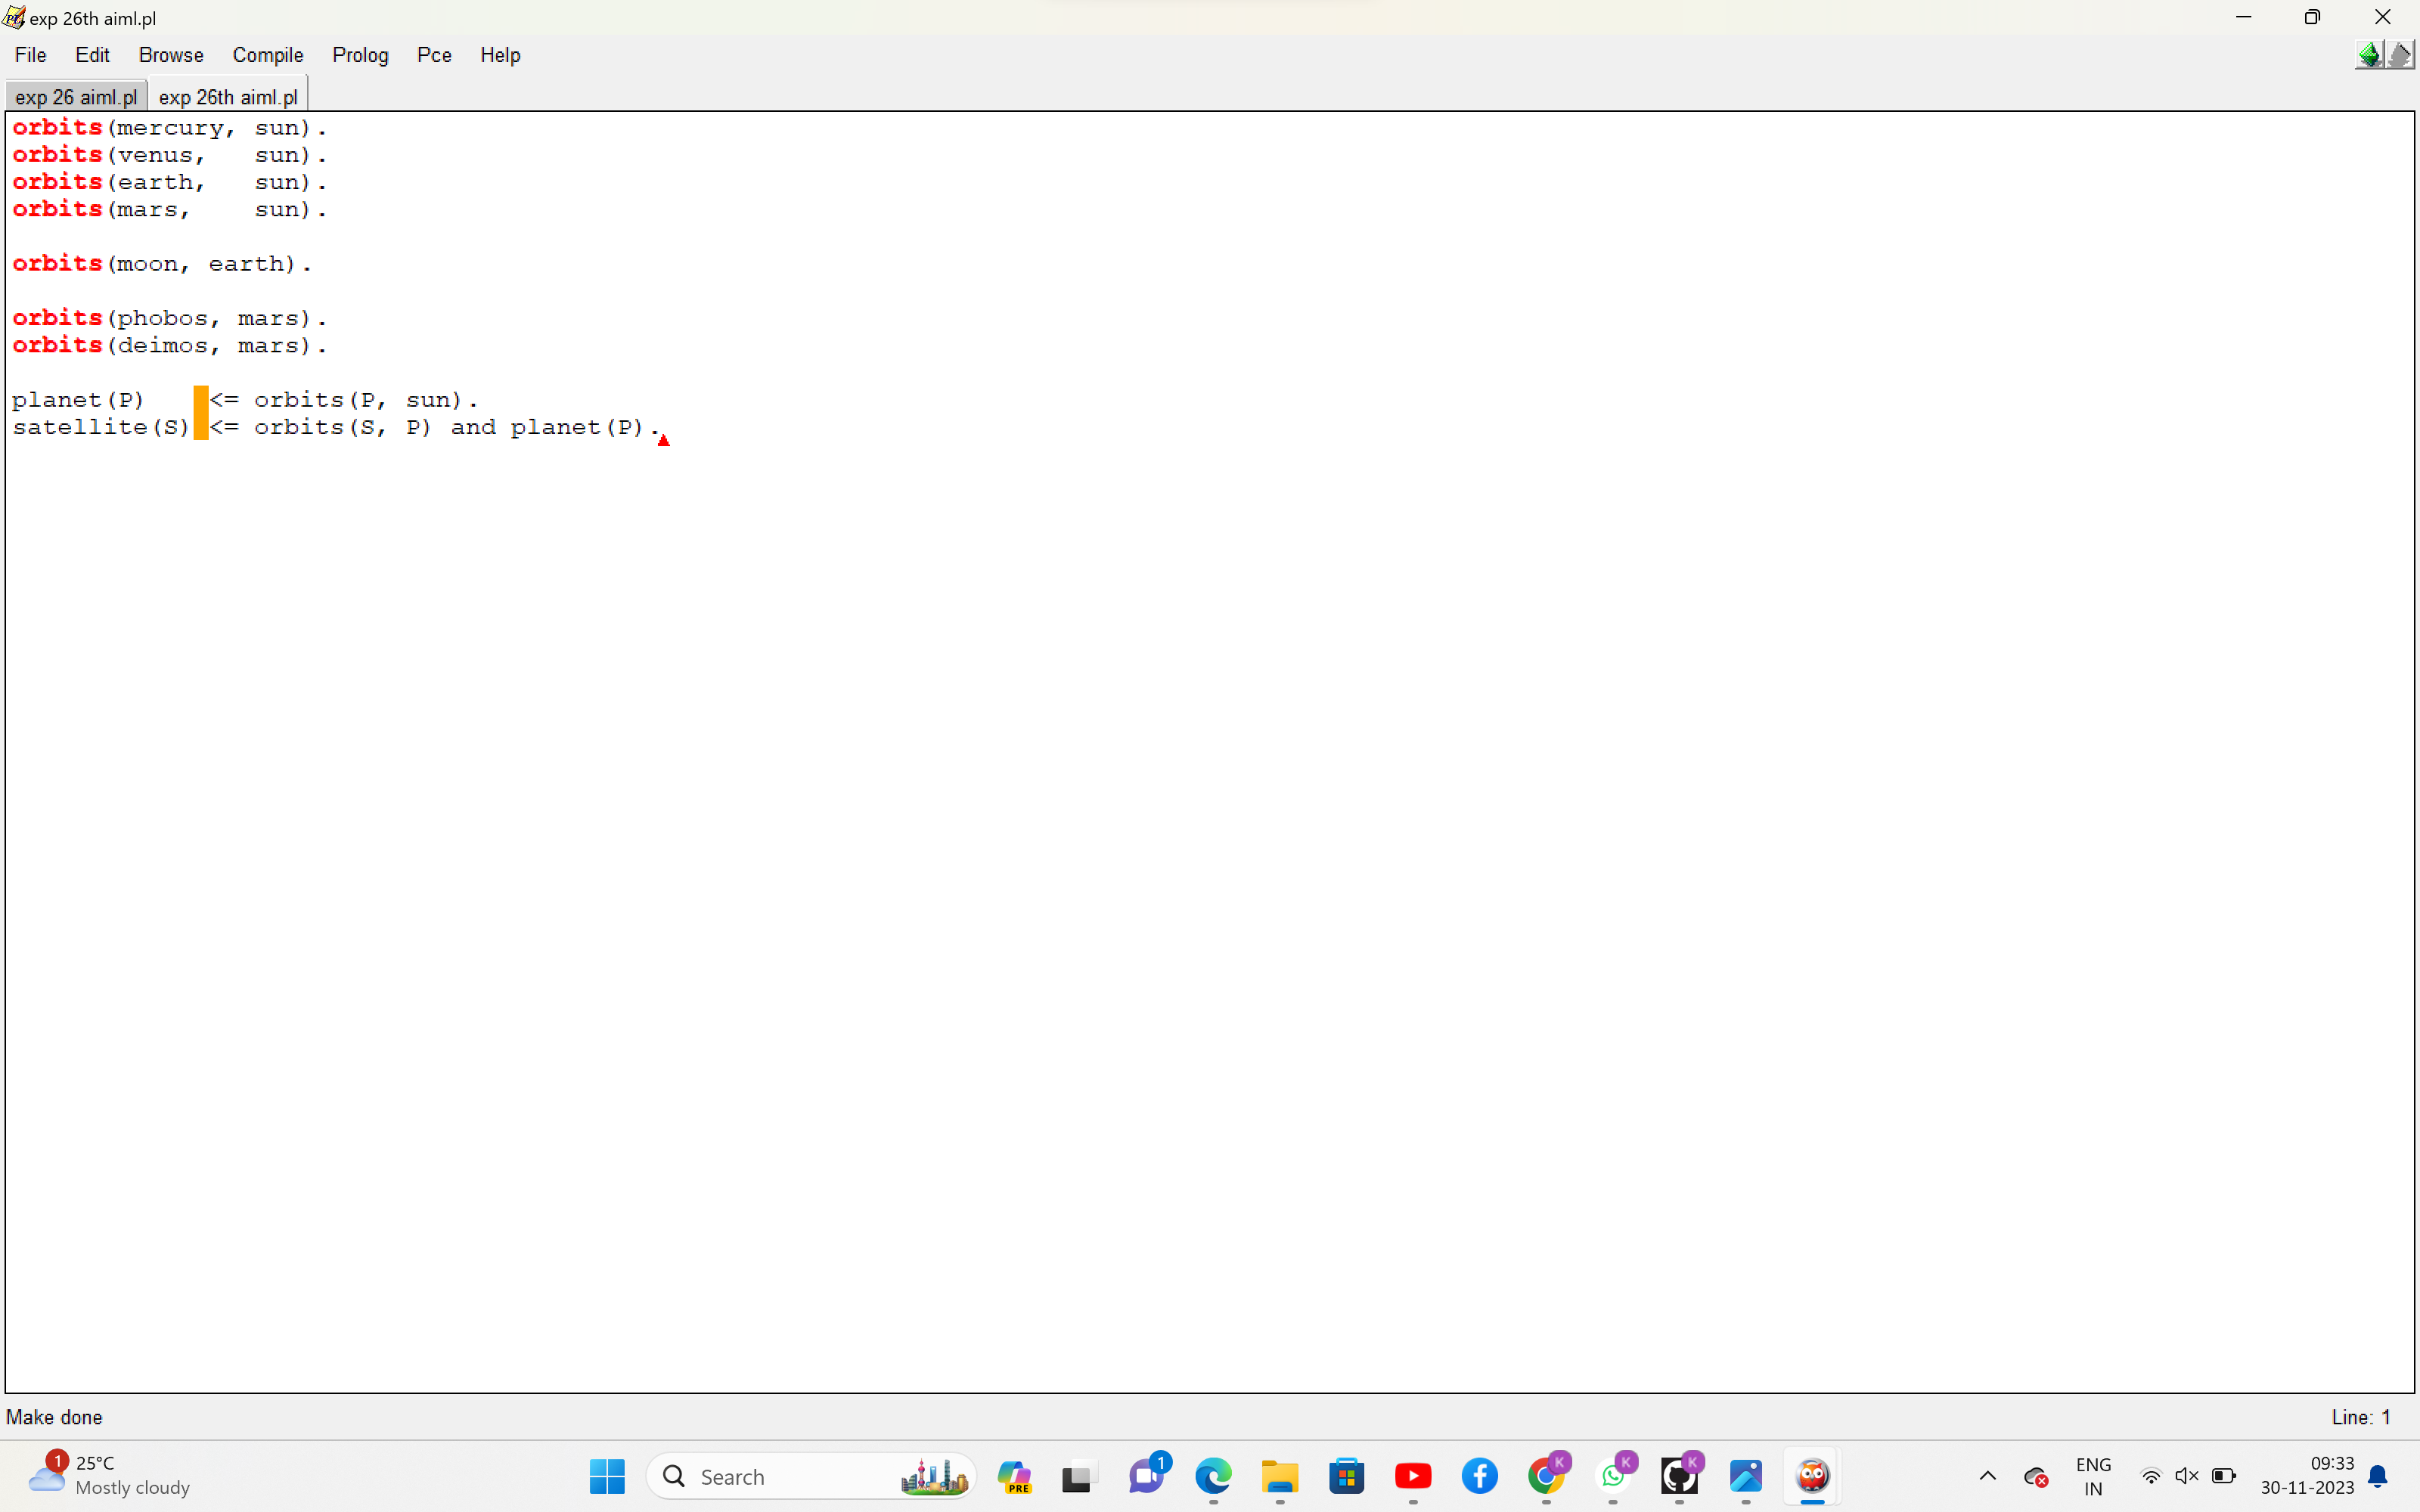 exp 26th aiml.pl
File Edit Browse Compile Prolog Pce Help
exp 26 aiml.pl exp 26th aiml.pl
orbits(mercury, sun).
orbits(venus,   sun).
orbits(earth,   sun).
orbits(mars,    sun).
orbits(moon, earth).
orbits(phobos, mars).
orbits(deimos, mars).
planet(P)    <= orbits(P, sun).
satellite(S) <= orbits(S, P) and planet(P).
Make done Line: 1
1 25°C
Mostly cloudy
Search
PRE
1
K
K
K
ENG
IN
09:33
30-11-2023